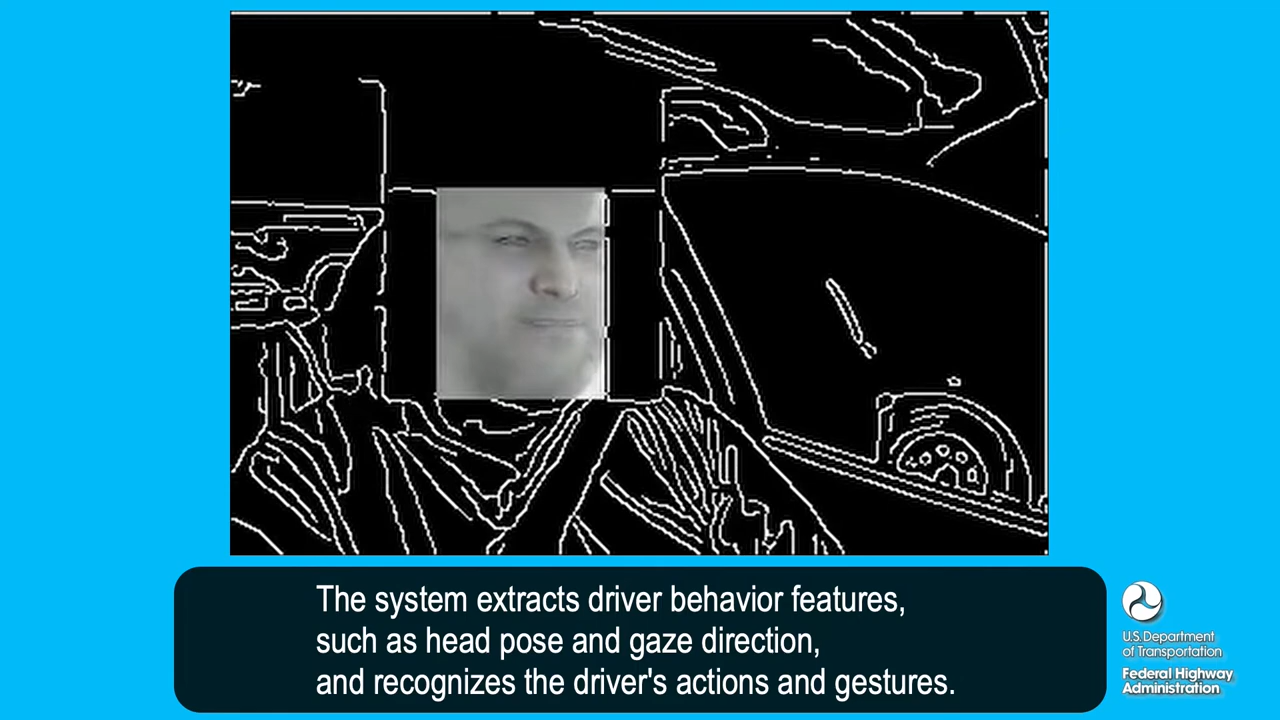 The system extracts driver behavior features,
such as head pose and gaze direction,
and recognizes the driver's actions and gestures.
U.S. Department
of Transportation
Federal Highway
Administration